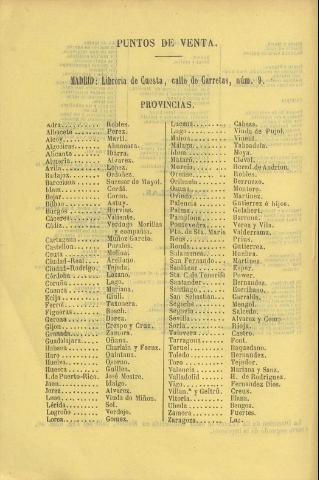 PUNTOS DE VENTA.
MADRID: Librería de Cuesta, calle de Carretas, núm. 9.
PROVINCIAS.
Adra........ Robles.
Albacete.... Perez.
Alcoy....... Martí.
Algeciras... Almenara.
Alicante.... Ibarra.
Almería..... Alvarez.
Avila.......
Badajoz..... Ordoñez.
Barcelona... Sucesor de Mayol.
Idem........ Cerdá.
Bejar....... Coron.
Bilbao...... Astuy.
Burgos...... Hervias.
Cáceres..... Valiente.
Cádiz....... Verdugo Morillas
y compañia.
Cartagena... Muñoz García.
Castellon... Perales.
Ceuta....... Molina.
Ciudad-Real. Arellano.
Ciudad-Rodrigo. Tejeda.
Córdoba..... Lozano.
Coruña...... Lago.
Cuenca...... Mariana.
Ecija....... Giuli.
Ferrol...... Taxonera.
Figueras.... Bosch.
Gerona...... Dorca.
Gijon....... Crespo y Cruz.
Granada..... Zamora.
Guadalajara. Oñana.
Habana...... Charlain y Fernz.
Haro........ Quintana.
Huelva...... Osorno.
Huesca...... Guillen.
I. de Puerto-Rico. José Mestre.
Jaen........ Idalgo.
Jerez....... Alvarez.
Leon........ Viuda de Miñon.
Lérida...... Sol.
Logroño..... Verdejo.
Lorca....... Gomez.
Lucena...... Cabeza.
Lugo........ Viuda de Pujol.
Mahon....... Vinent.
Málaga...... Taboadela.
Idem........ Moya.
Mataró...... Clavel.
Murcia...... Hered. de Andrion.
Orense...... Robles.
Orihuela.... Berruezo.
Osuna....... Montero.
Oviedo...... Martinez.
Palencia.... Gutierrez é hijos.
Palma....... Gelabert.
Pamplona.... Barrena.
Pontevedra.. Verea y Vila.
Pto. de Sta. María Valderrama.
Reus........ Prius.
Ronda....... Gutierrez.
Salamanca... Huebra.
San Fernando. Martinez.
Sanlúcar.... Esper.
Sta. C. de Tenerife Power.
Santander... Hernandez.
Santiago.... Escribano.
San Sebastian. Garralda.
Segorbe..... Mengol.
Segovia..... Salcedo.
Sevilla..... Alvarez y Comp.
Soria....... Rioja.
Talavera.... Castro.
Tarragona... Font.
Teruel...... Baquedano.
Toledo...... Hernandez.
Toro........ Tejedor.
Valencia.... Mariana y Sanz.
Valladolid.. H. de Rodriguez.
Vigo........ Fernandez Dios.
Villan.ª y Geltrú. Creus.
Vitoria..... Illana.
Ubeda....... Bengoa.
Zamora...... Fuertes.
Zaragoza.... Lac.